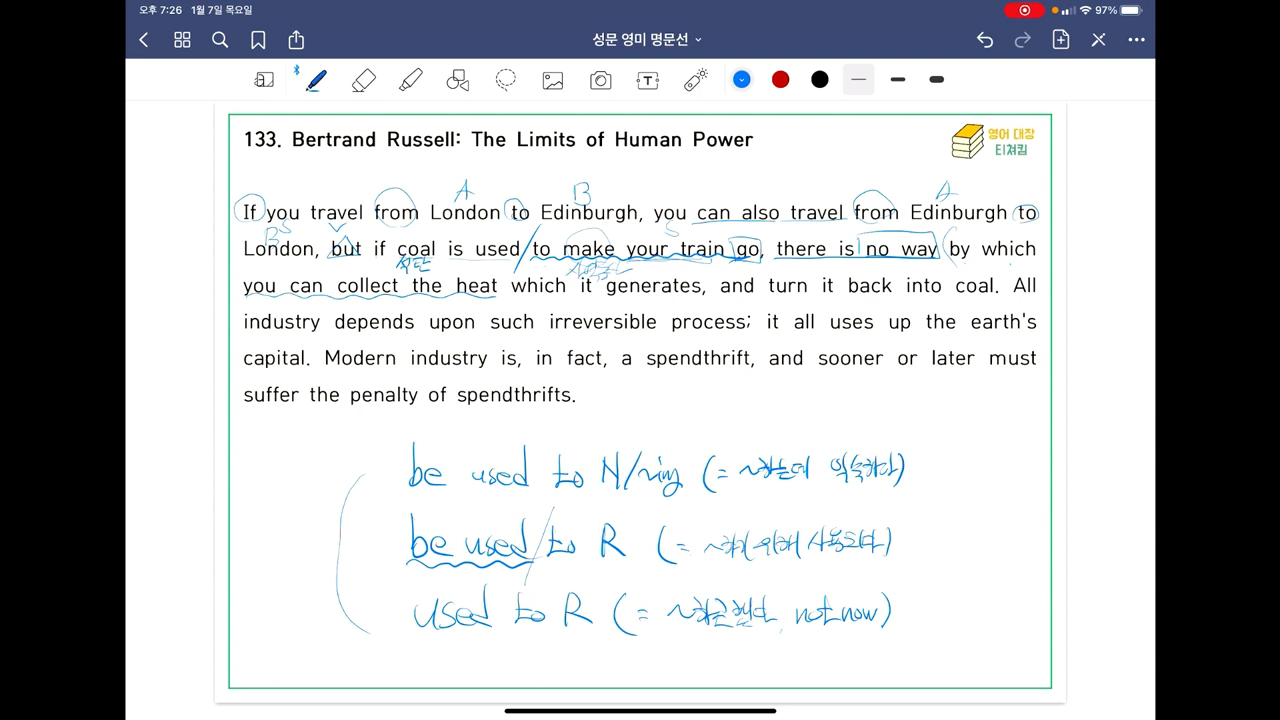 오후 7:26 1월 7일 목요일
97%
성문 영미 명문선
133. Bertrand Russell: The Limits of Human Power
영어 대장
티쳐킴
A B A
If you travel from London to Edinburgh, you can also travel from Edinburgh to
B S S
London, but if coal is used to make your train go, there is no way by which
석탄 사역동사
you can collect the heat which it generates, and turn it back into coal. All
industry depends upon such irreversible process; it all uses up the earth's
capital. Modern industry is, in fact, a spendthrift, and sooner or later must
suffer the penalty of spendthrifts.
be used to N/~ing (= ~하는데 익숙하다)
be used to R (= ~하기 위해 사용되다)
used to R (= ~하곤 했다, not now)